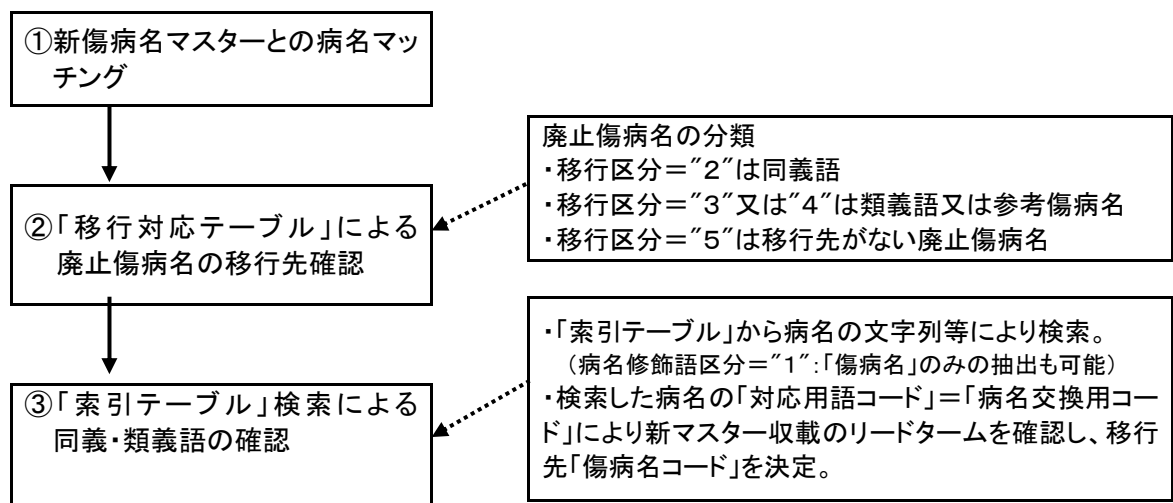 ①新傷病名マスターとの病名マッ
チング
廃止傷病名の分類
・移行区分=″2″は同義語
・移行区分=″3″又は″4″は類義語又は参考傷病名
・移行区分=″5″は移行先がない廃止傷病名
②「移行対応テーブル」による
廃止傷病名の移行先確認
・「索引テーブル」から病名の文字列等により検索。
(病名修飾語区分=″1″:「傷病名」のみの抽出も可能)
・検索した病名の「対応用語コード」=「病名交換用コー
ド」により新マスター収載のリードタームを確認し、移行
先「傷病名コード」を決定。
③「索引テーブル」検索による
同義・類義語の確認